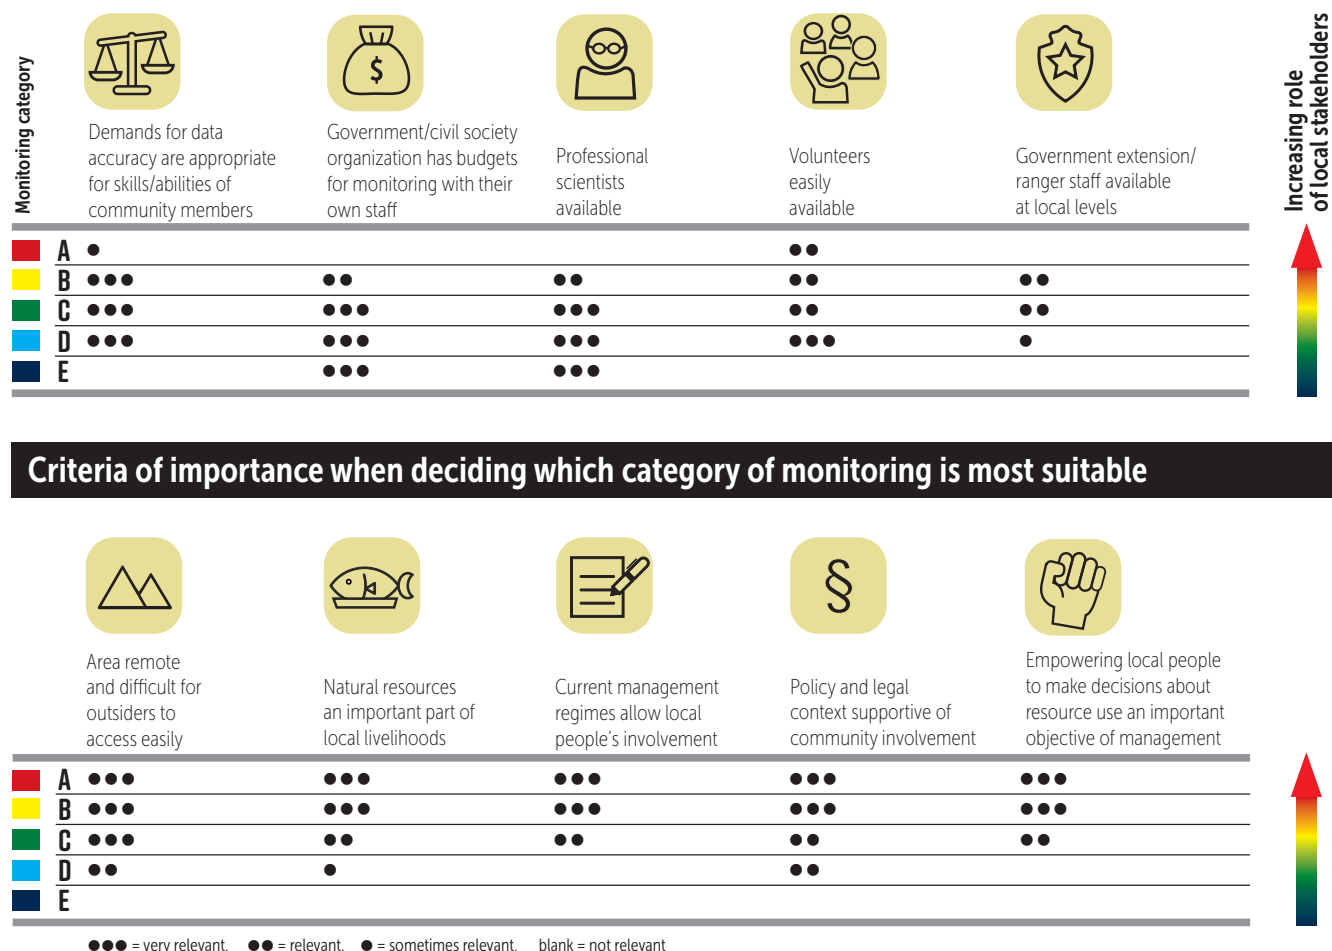 Monitoring category
Demands for data
accuracy are appropriate
for skills/abilities of
community members
$
Government/civil society
organization has budgets
for monitoring with their
own staff
Professional
scientists
available
Volunteers
easily
available
Government extension/
ranger staff available
at local levels
Increasing role
of local stakeholders
A ● ●●
B ●●● ●● ●● ●● ●●
C ●●● ●●● ●●● ●● ●●
D ●●● ●●● ●●● ●●● ●
E ●●● ●●●
Criteria of importance when deciding which category of monitoring is most suitable
Area remote
and difficult for
outsiders to
access easily
Natural resources
an important part of
local livelihoods
Current management
regimes allow local
people's involvement
§
Policy and legal
context supportive of
community involvement
Empowering local people
to make decisions about
resource use an important
objective of management
A ●●● ●●● ●●● ●●● ●●●
B ●●● ●●● ●●● ●●● ●●●
C ●●● ●● ●● ●● ●●
D ●● ● ●●
E
●●● = very relevant, ●● = relevant, ● = sometimes relevant, blank = not relevant